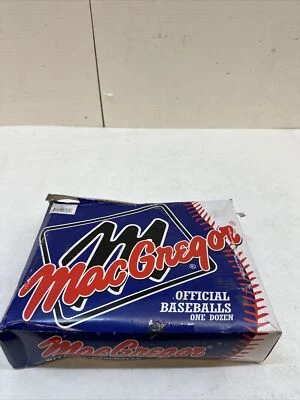 M
MacGregor®
®
OFFICIAL
BASEBALLS
ONE DOZEN
MacGregor